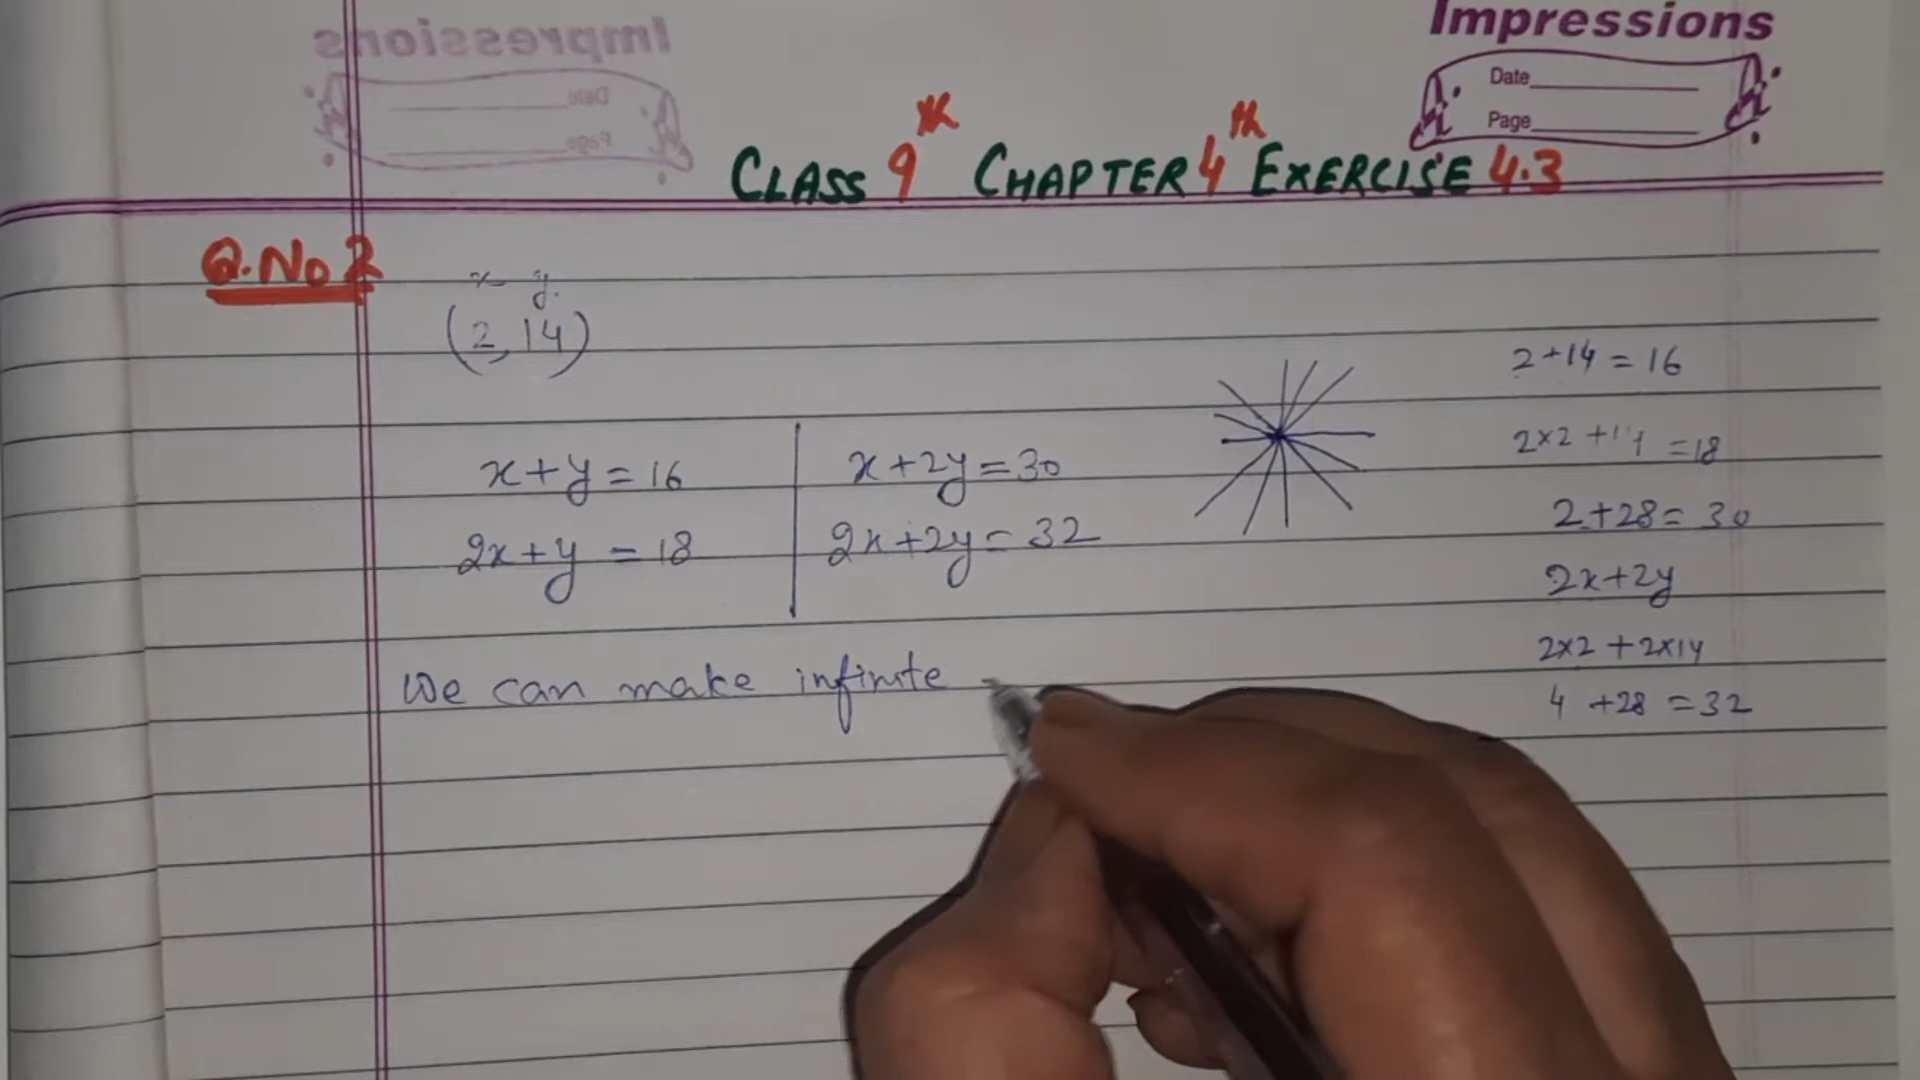 Impressions
Date
Page
CLASS 9th CHAPTER 4th EXERCISE 4.3
Q.No 2
x y
(2, 14)
x+y=16
2x+y=18
x+2y=30
2x+2y=32
We can make infinite
2+14=16
2×2+14=18
2+28=30
2x+2y
2×2+2×14
4+28=32